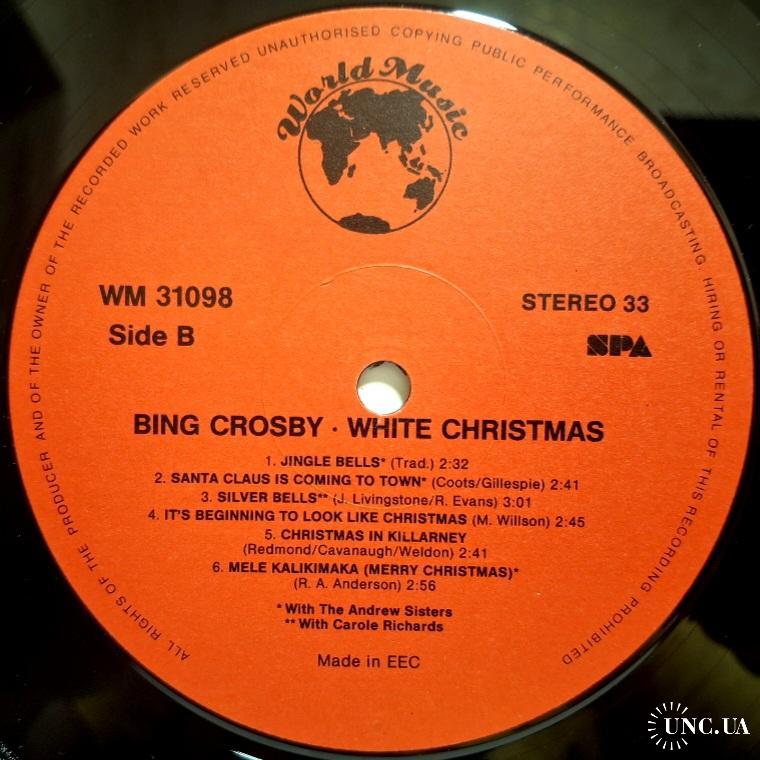 ALL RIGHTS OF THE PRODUCER AND OF THE OWNER OF THE RECORDED WORK RESERVED UNAUTHORISED COPYING PUBLIC PERFORMANCE BROADCASTING. HIRING OR RENTAL OF THIS RECORDING PROHIBITED
World Music
WM 31098
Side B
STEREO 33
SPA
BING CROSBY · WHITE CHRISTMAS
1. JINGLE BELLS* (Trad.) 2:32
2. SANTA CLAUS IS COMING TO TOWN* (Coots/Gillespie) 2:41
3. SILVER BELLS** (J. Livingstone/R. Evans) 3:01
4. IT'S BEGINNING TO LOOK LIKE CHRISTMAS (M. Willson) 2:45
5. CHRISTMAS IN KILLARNEY
(Redmond/Cavanaugh/Weldon) 2:41
6. MELE KALIKIMAKA (MERRY CHRISTMAS)*
(R. A. Anderson) 2:56
* With The Andrew Sisters
** With Carole Richards
Made in EEC
UNC.UA